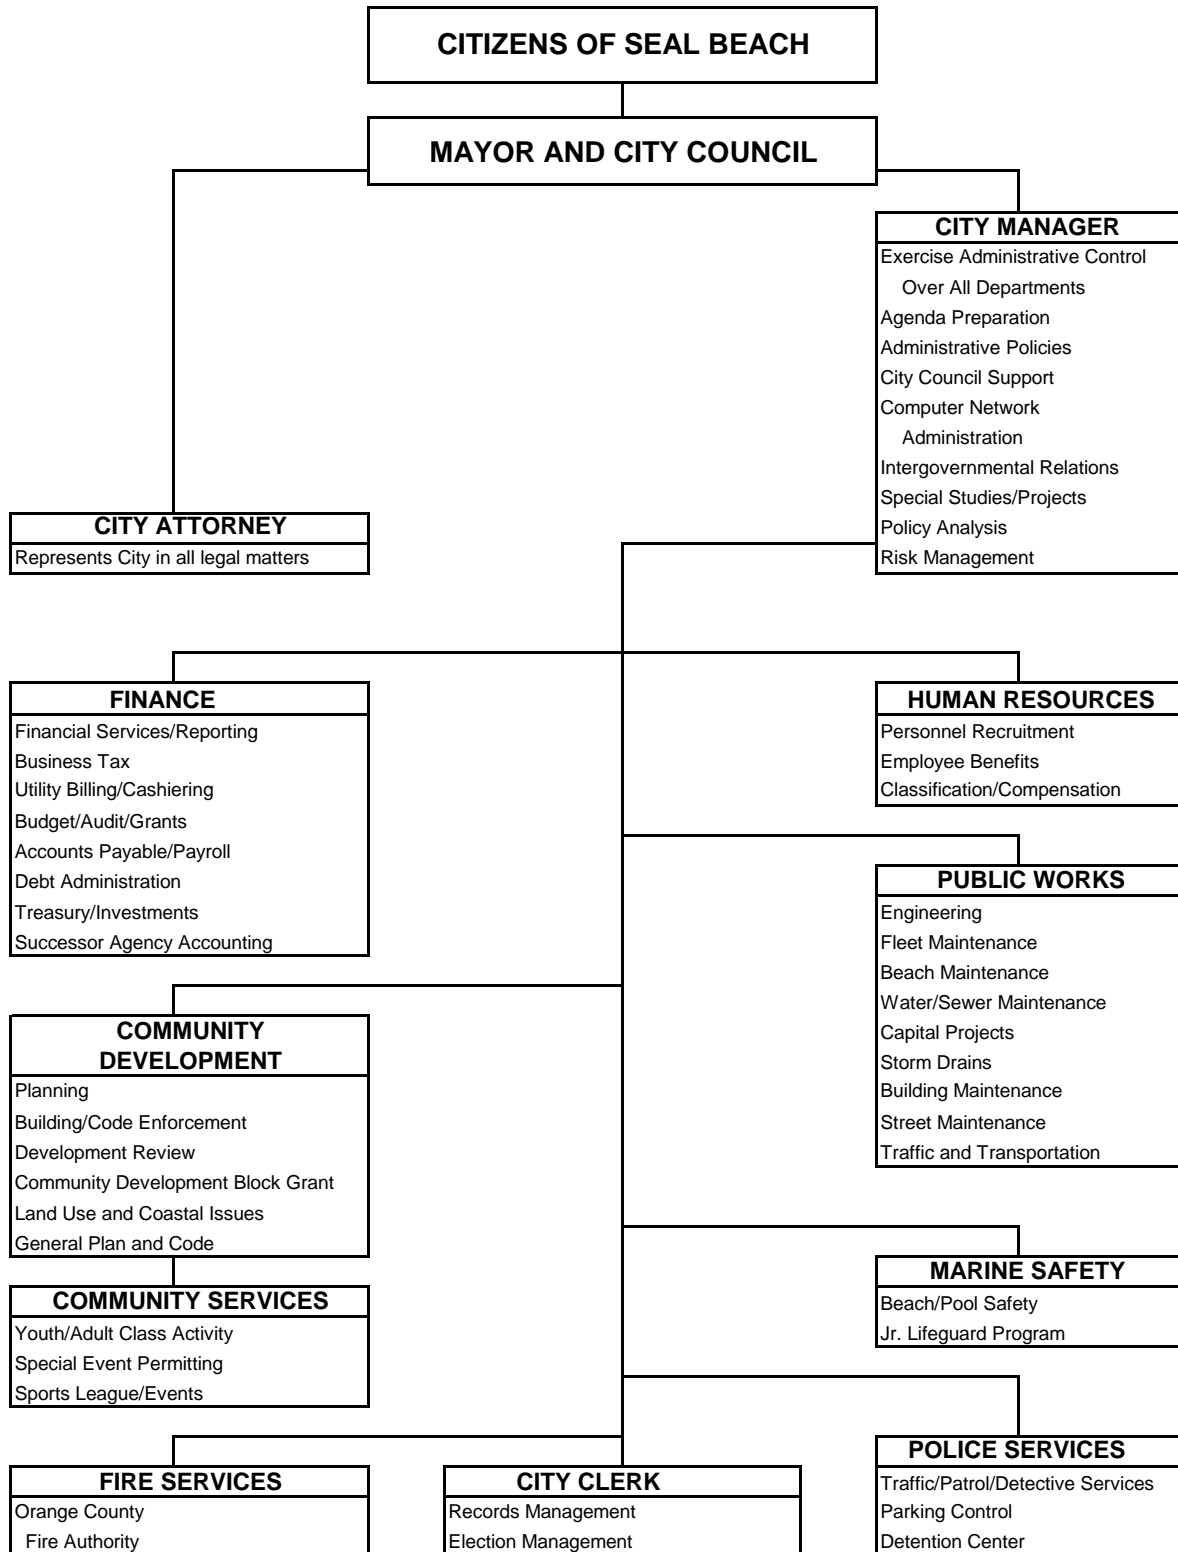 CITIZENS OF SEAL BEACH
MAYOR AND CITY COUNCIL
CITY MANAGER
Exercise Administrative Control
Over All Departments
Agenda Preparation
Administrative Policies
City Council Support
Computer Network
Administration
Intergovernmental Relations
Special Studies/Projects
Policy Analysis
Risk Management
CITY ATTORNEY
Represents City in all legal matters
FINANCE
Financial Services/Reporting
Business Tax
Utility Billing/Cashiering
Budget/Audit/Grants
Accounts Payable/Payroll
Debt Administration
Treasury/Investments
Successor Agency Accounting
HUMAN RESOURCES
Personnel Recruitment
Employee Benefits
Classification/Compensation
PUBLIC WORKS
Engineering
Fleet Maintenance
Beach Maintenance
Water/Sewer Maintenance
Capital Projects
Storm Drains
Building Maintenance
Street Maintenance
Traffic and Transportation
COMMUNITY
DEVELOPMENT
Planning
Building/Code Enforcement
Development Review
Community Development Block Grant
Land Use and Coastal Issues
General Plan and Code
COMMUNITY SERVICES
Youth/Adult Class Activity
Special Event Permitting
Sports League/Events
MARINE SAFETY
Beach/Pool Safety
Jr. Lifeguard Program
FIRE SERVICES
Orange County
Fire Authority
CITY CLERK
Records Management
Election Management
POLICE SERVICES
Traffic/Patrol/Detective Services
Parking Control
Detention Center